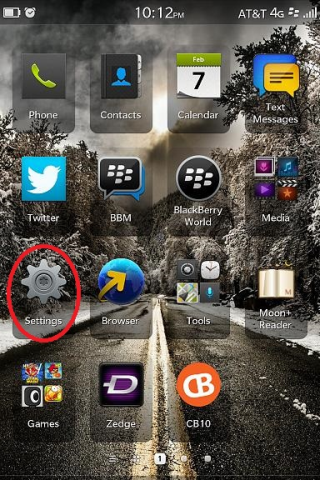 10:12PM
AT&T 4G
Feb
7
Phone
Contacts
Calendar
Text
Messages
Twitter
BBM
BlackBerry
World
Media
Settings
Browser
Tools
Moon+
Reader
Games
Zedge
CB
CB10
1